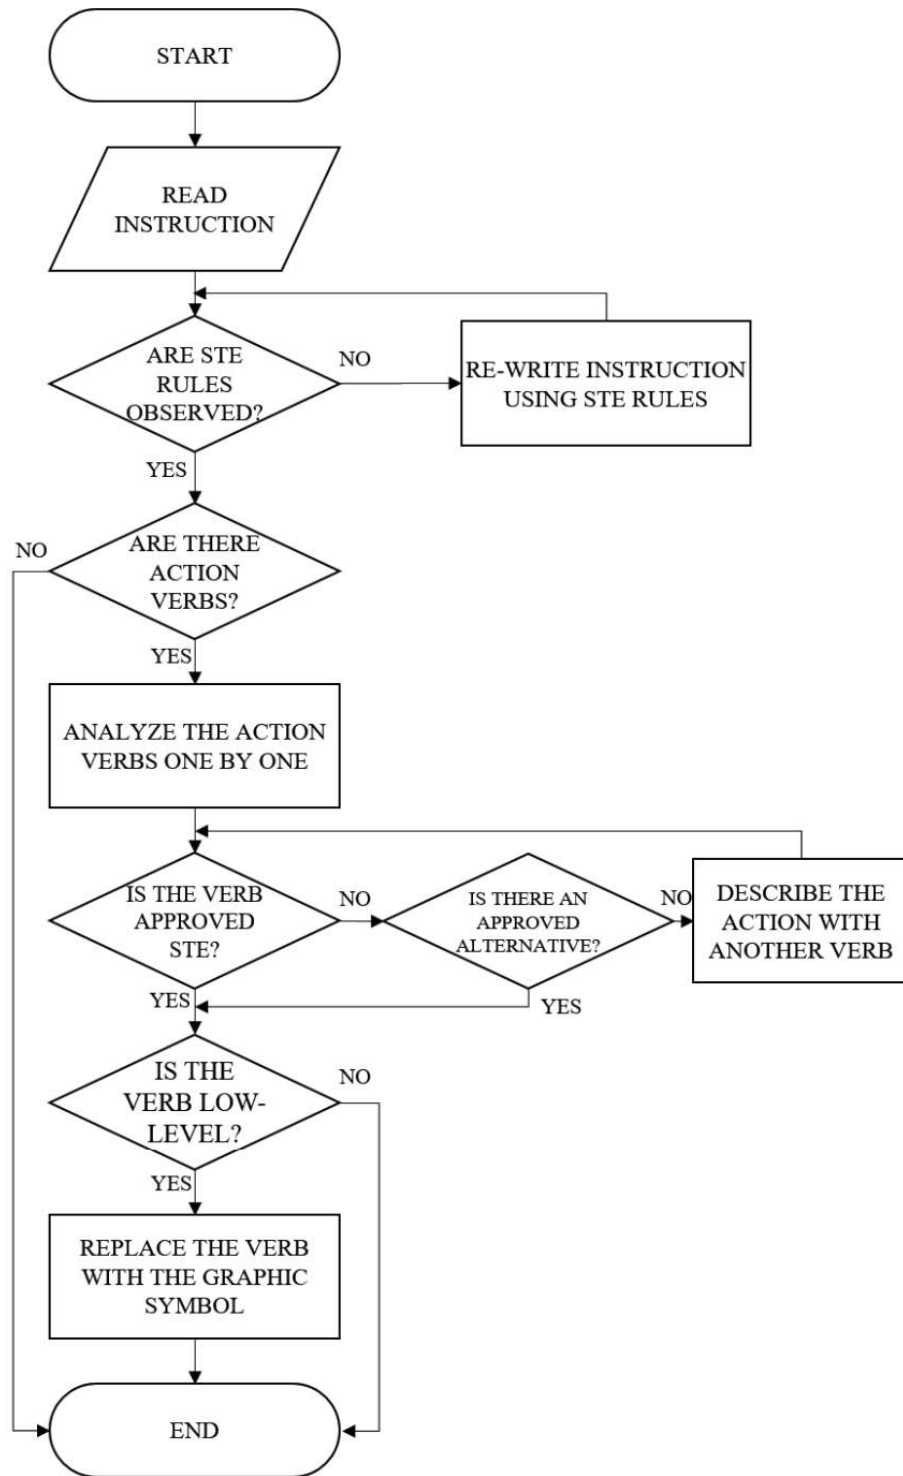 START
READ
INSTRUCTION
ARE STE
RULES
OBSERVED?
NO
RE-WRITE INSTRUCTION
USING STE RULES
YES
ARE THERE
ACTION
VERBS?
NO
YES
ANALYZE THE ACTION
VERBS ONE BY ONE
IS THE VERB
APPROVED
STE?
NO
IS THERE AN
APPROVED
ALTERNATIVE?
NO
DESCRIBE THE
ACTION WITH
ANOTHER VERB
YES
YES
IS THE
VERB LOW-
LEVEL?
NO
YES
REPLACE THE VERB
WITH THE GRAPHIC
SYMBOL
END